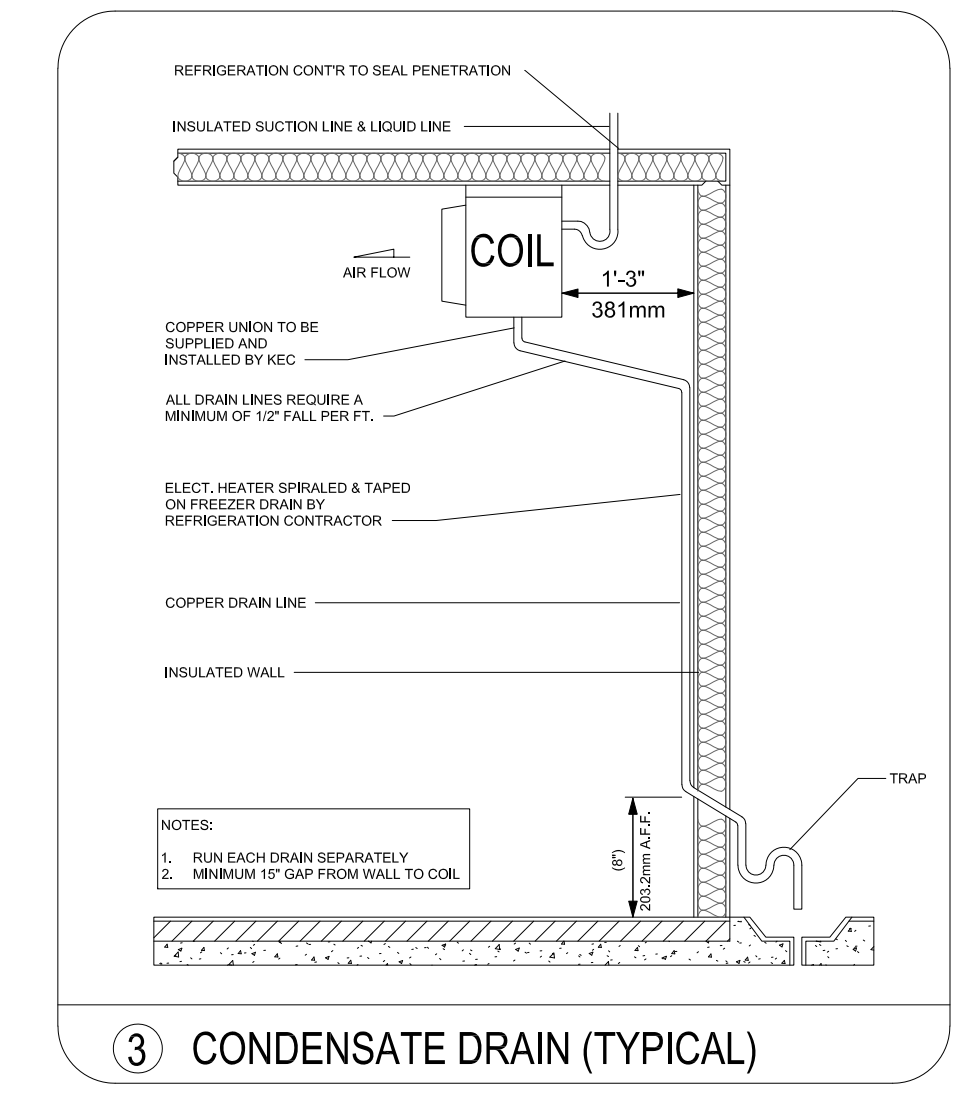 REFRIGERATION CONT'R TO SEAL PENETRATION
INSULATED SUCTION LINE & LIQUID LINE
COIL
AIR FLOW
1'-3"
381mm
COPPER UNION TO BE
SUPPLIED AND
INSTALLED BY KEC
ALL DRAIN LINES REQUIRE A
MINIMUM OF 1/2" FALL PER FT.
ELECT. HEATER SPIRALED & TAPED
ON FREEZER DRAIN BY
REFRIGERATION CONTRACTOR
COPPER DRAIN LINE
INSULATED WALL
TRAP
(8")
203.2mm A.F.F.
NOTES:
1. RUN EACH DRAIN SEPARATELY
2. MINIMUM 15" GAP FROM WALL TO COIL
3 CONDENSATE DRAIN (TYPICAL)